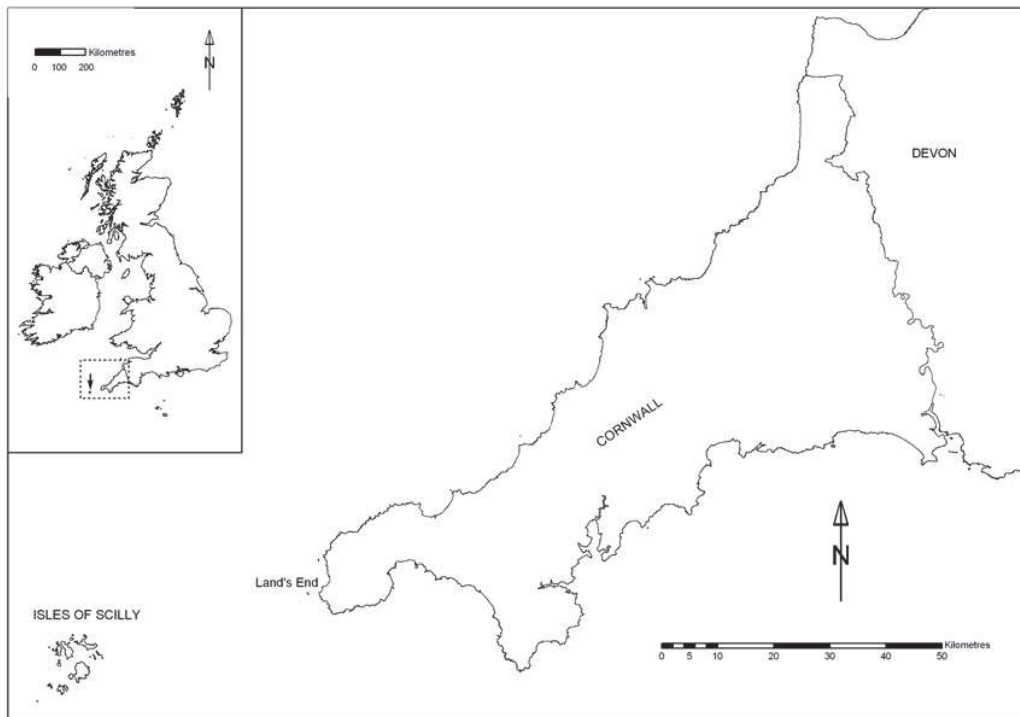 Kilometres
0 100 200
N
DEVON
CORNWALL
Land's End
ISLES OF SCILLY
N
Kilometres
0 5 10 20 30 40 50